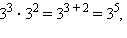 3³ · 3² = 3³ ⁺ ² = 3⁵,